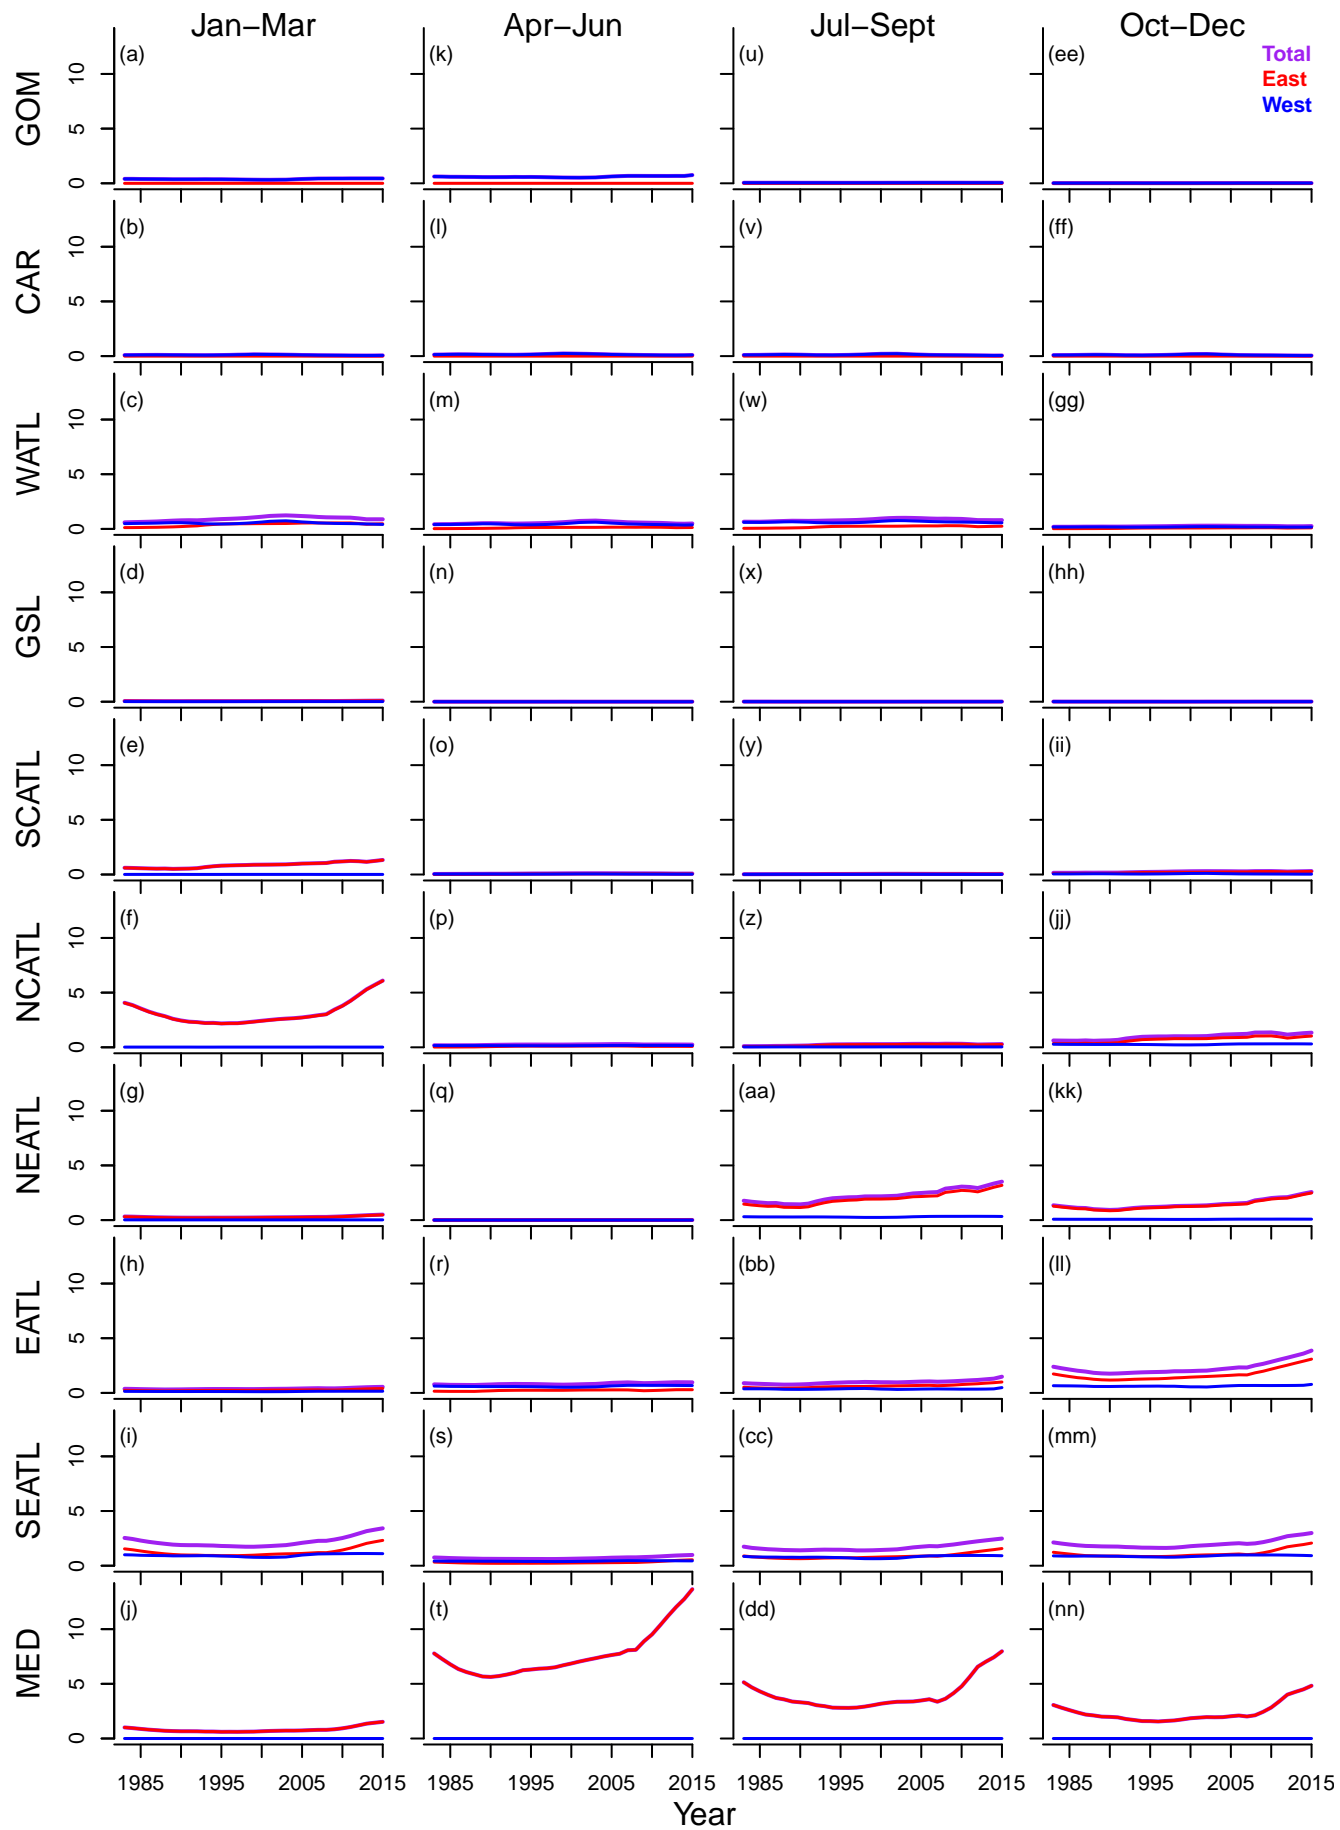 Jan−Mar Apr−Jun Jul−Sept Oct−Dec
GOM
0 5 10
(a) (k) (u) (ee)
Total
East
West
CAR
0 5 10
(b) (l) (v) (ff)
WATL
0 5 10
(c) (m) (w) (gg)
GSL
0 5 10
(d) (n) (x) (hh)
SCATL
0 5 10
(e) (o) (y) (ii)
NCATL
0 5 10
(f) (p) (z) (jj)
NEATL
0 5 10
(g) (q) (aa) (kk)
EATL
0 5 10
(h) (r) (bb) (ll)
SEATL
0 5 10
(i) (s) (cc) (mm)
MED
0 5 10
(j) (t) (dd) (nn)
1985 1995 2005 2015 1985 1995 2005 2015 1985 1995 2005 2015 1985 1995 2005 2015
Year